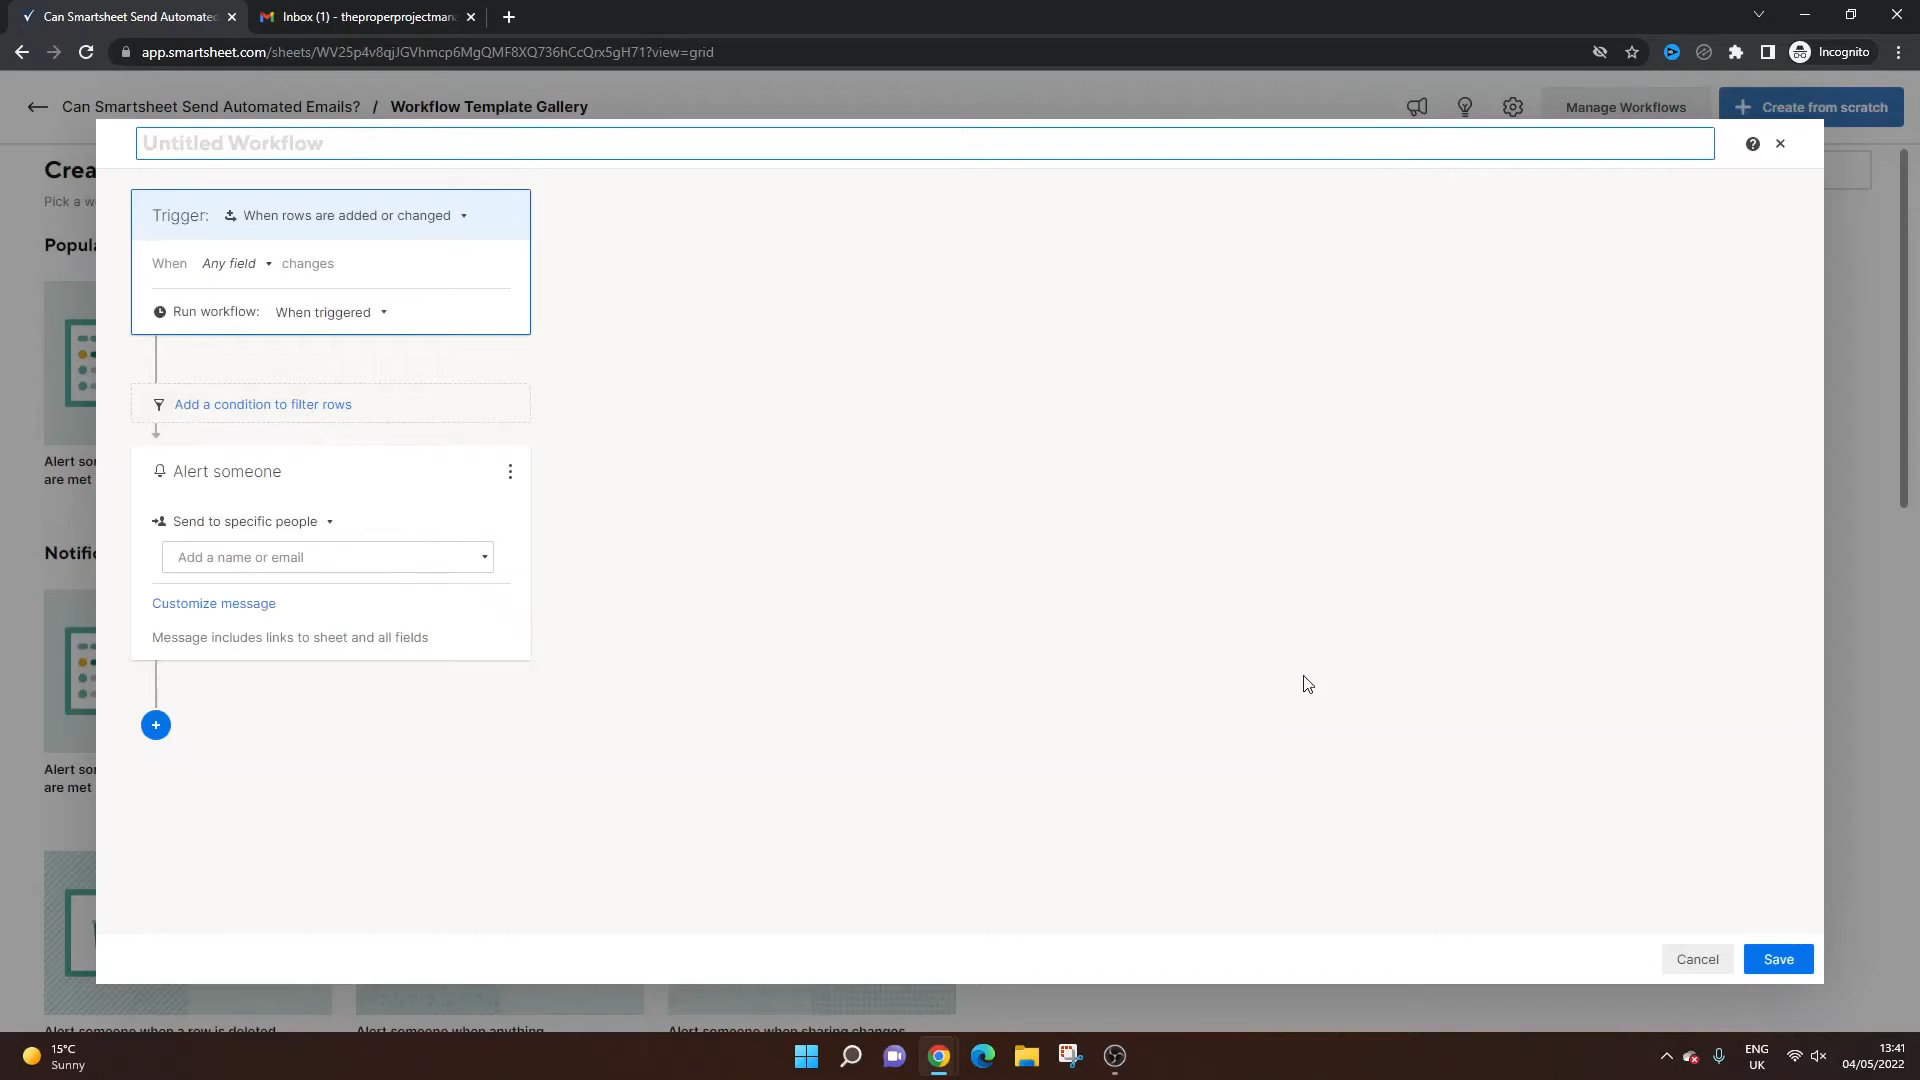 Can Smartsheet Send Automated
Inbox (1) - theproperprojectman
app.smartsheet.com/sheets/WV25p4v8qjJGVhmcp6MgQMF8XQ736hCcQrx5gH71?view=grid
Incognito
Can Smartsheet Send Automated Emails? / Workflow Template Gallery
Manage Workflows
Create from scratch
Untitled Workflow
Crea
Pick a w
Popula
Trigger: When rows are added or changed
When Any field changes
Run workflow: When triggered
Add a condition to filter rows
Alert so
are met
Alert someone
Send to specific people
Add a name or email
Notific
Customize message
Message includes links to sheet and all fields
Alert so
are met
Cancel
Save
Alert someone when a row is deleted
Alert someone when anything
Alert someone when sharing changes
15°C
Sunny
ENG
UK
13:41
04/05/2022